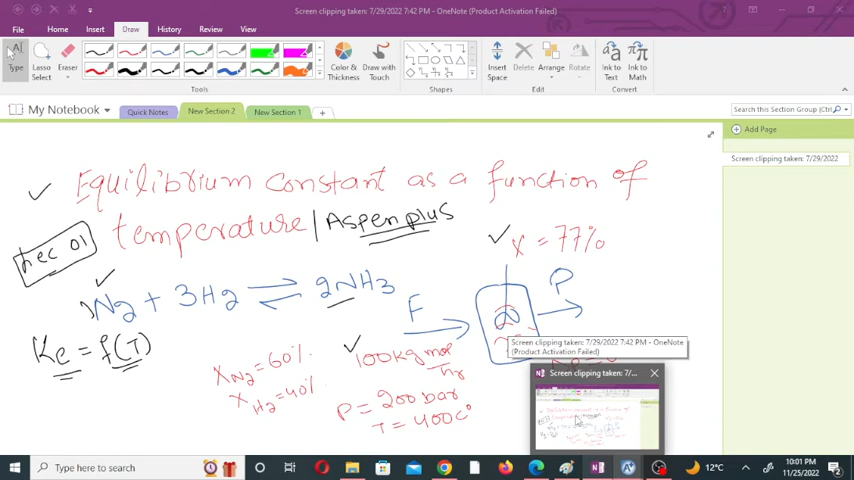 Screen clipping taken: 7/29/2022 7:42 PM - OneNote (Product Activation Failed)
File Home Insert Draw History Review View
Type
Lasso Select
Eraser
Color & Thickness
Draw with Touch
Insert Space
Delete
Arrange
Rotate
Ink to Text
Ink to Math
Tools
Shapes
Edit
Convert
My Notebook
Quick Notes
New Section 2
New Section 1
Search this Section Group (Ctrl
Add Page
Screen clipping taken: 7/29/2022
Equilibrium constant as a function of
temperature | Aspen plus
Lec 01
x = 77%
N2 + 3H2 ⇌ 2NH3
F
P
Ke = f(T)
100 kg mol/hr
XN2 = 60%
XH2 = 40%
P = 200 bar
T = 400 C°
Screen clipping taken: 7/29/2022 7:42 PM - OneNote
(Product Activation Failed)
Screen clipping taken: 7/...
Type here to search
12°C
10:01 PM
11/25/2022